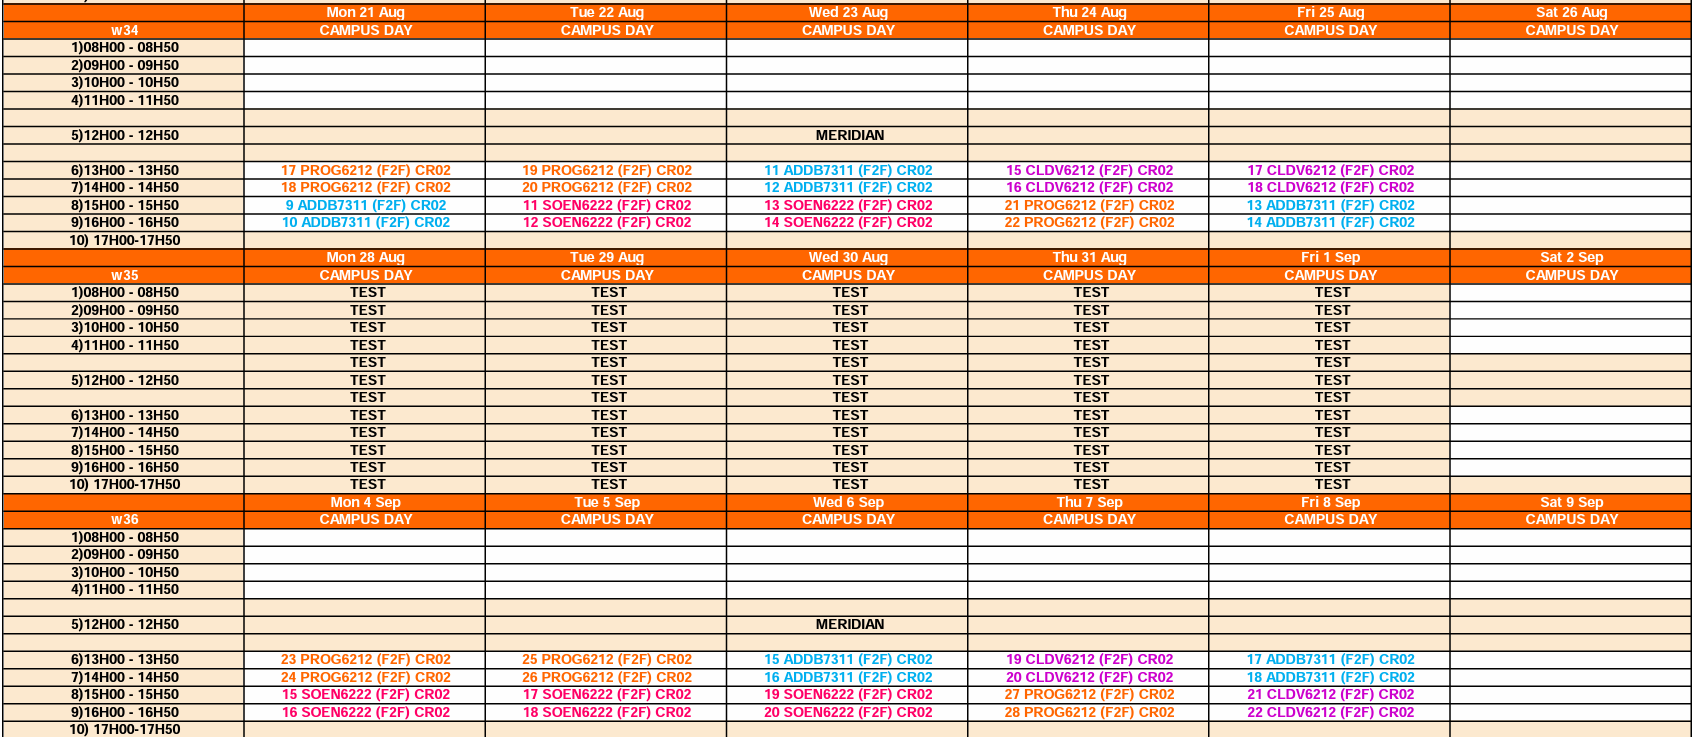 Mon 21 Aug Tue 22 Aug Wed 23 Aug Thu 24 Aug Fri 25 Aug Sat 26 Aug
w34 CAMPUS DAY CAMPUS DAY CAMPUS DAY CAMPUS DAY CAMPUS DAY CAMPUS DAY
1)08H00 - 08H50
2)09H00 - 09H50
3)10H00 - 10H50
4)11H00 - 11H50
5)12H00 - 12H50 MERIDIAN
6)13H00 - 13H50 17 PROG6212 (F2F) CR02 19 PROG6212 (F2F) CR02 11 ADDB7311 (F2F) CR02 15 CLDV6212 (F2F) CR02 17 CLDV6212 (F2F) CR02
7)14H00 - 14H50 18 PROG6212 (F2F) CR02 20 PROG6212 (F2F) CR02 12 ADDB7311 (F2F) CR02 16 CLDV6212 (F2F) CR02 18 CLDV6212 (F2F) CR02
8)15H00 - 15H50 9 ADDB7311 (F2F) CR02 11 SOEN6222 (F2F) CR02 13 SOEN6222 (F2F) CR02 21 PROG6212 (F2F) CR02 13 ADDB7311 (F2F) CR02
9)16H00 - 16H50 10 ADDB7311 (F2F) CR02 12 SOEN6222 (F2F) CR02 14 SOEN6222 (F2F) CR02 22 PROG6212 (F2F) CR02 14 ADDB7311 (F2F) CR02
10) 17H00-17H50
Mon 28 Aug Tue 29 Aug Wed 30 Aug Thu 31 Aug Fri 1 Sep Sat 2 Sep
w35 CAMPUS DAY CAMPUS DAY CAMPUS DAY CAMPUS DAY CAMPUS DAY CAMPUS DAY
1)08H00 - 08H50 TEST TEST TEST TEST TEST
2)09H00 - 09H50 TEST TEST TEST TEST TEST
3)10H00 - 10H50 TEST TEST TEST TEST TEST
4)11H00 - 11H50 TEST TEST TEST TEST TEST
TEST TEST TEST TEST TEST
5)12H00 - 12H50 TEST TEST TEST TEST TEST
TEST TEST TEST TEST TEST
6)13H00 - 13H50 TEST TEST TEST TEST TEST
7)14H00 - 14H50 TEST TEST TEST TEST TEST
8)15H00 - 15H50 TEST TEST TEST TEST TEST
9)16H00 - 16H50 TEST TEST TEST TEST TEST
10) 17H00-17H50 TEST TEST TEST TEST TEST
Mon 4 Sep Tue 5 Sep Wed 6 Sep Thu 7 Sep Fri 8 Sep Sat 9 Sep
w36 CAMPUS DAY CAMPUS DAY CAMPUS DAY CAMPUS DAY CAMPUS DAY CAMPUS DAY
1)08H00 - 08H50
2)09H00 - 09H50
3)10H00 - 10H50
4)11H00 - 11H50
5)12H00 - 12H50 MERIDIAN
6)13H00 - 13H50 23 PROG6212 (F2F) CR02 25 PROG6212 (F2F) CR02 15 ADDB7311 (F2F) CR02 19 CLDV6212 (F2F) CR02 17 ADDB7311 (F2F) CR02
7)14H00 - 14H50 24 PROG6212 (F2F) CR02 26 PROG6212 (F2F) CR02 16 ADDB7311 (F2F) CR02 20 CLDV6212 (F2F) CR02 18 ADDB7311 (F2F) CR02
8)15H00 - 15H50 15 SOEN6222 (F2F) CR02 17 SOEN6222 (F2F) CR02 19 SOEN6222 (F2F) CR02 27 PROG6212 (F2F) CR02 21 CLDV6212 (F2F) CR02
9)16H00 - 16H50 16 SOEN6222 (F2F) CR02 18 SOEN6222 (F2F) CR02 20 SOEN6222 (F2F) CR02 28 PROG6212 (F2F) CR02 22 CLDV6212 (F2F) CR02
10) 17H00-17H50